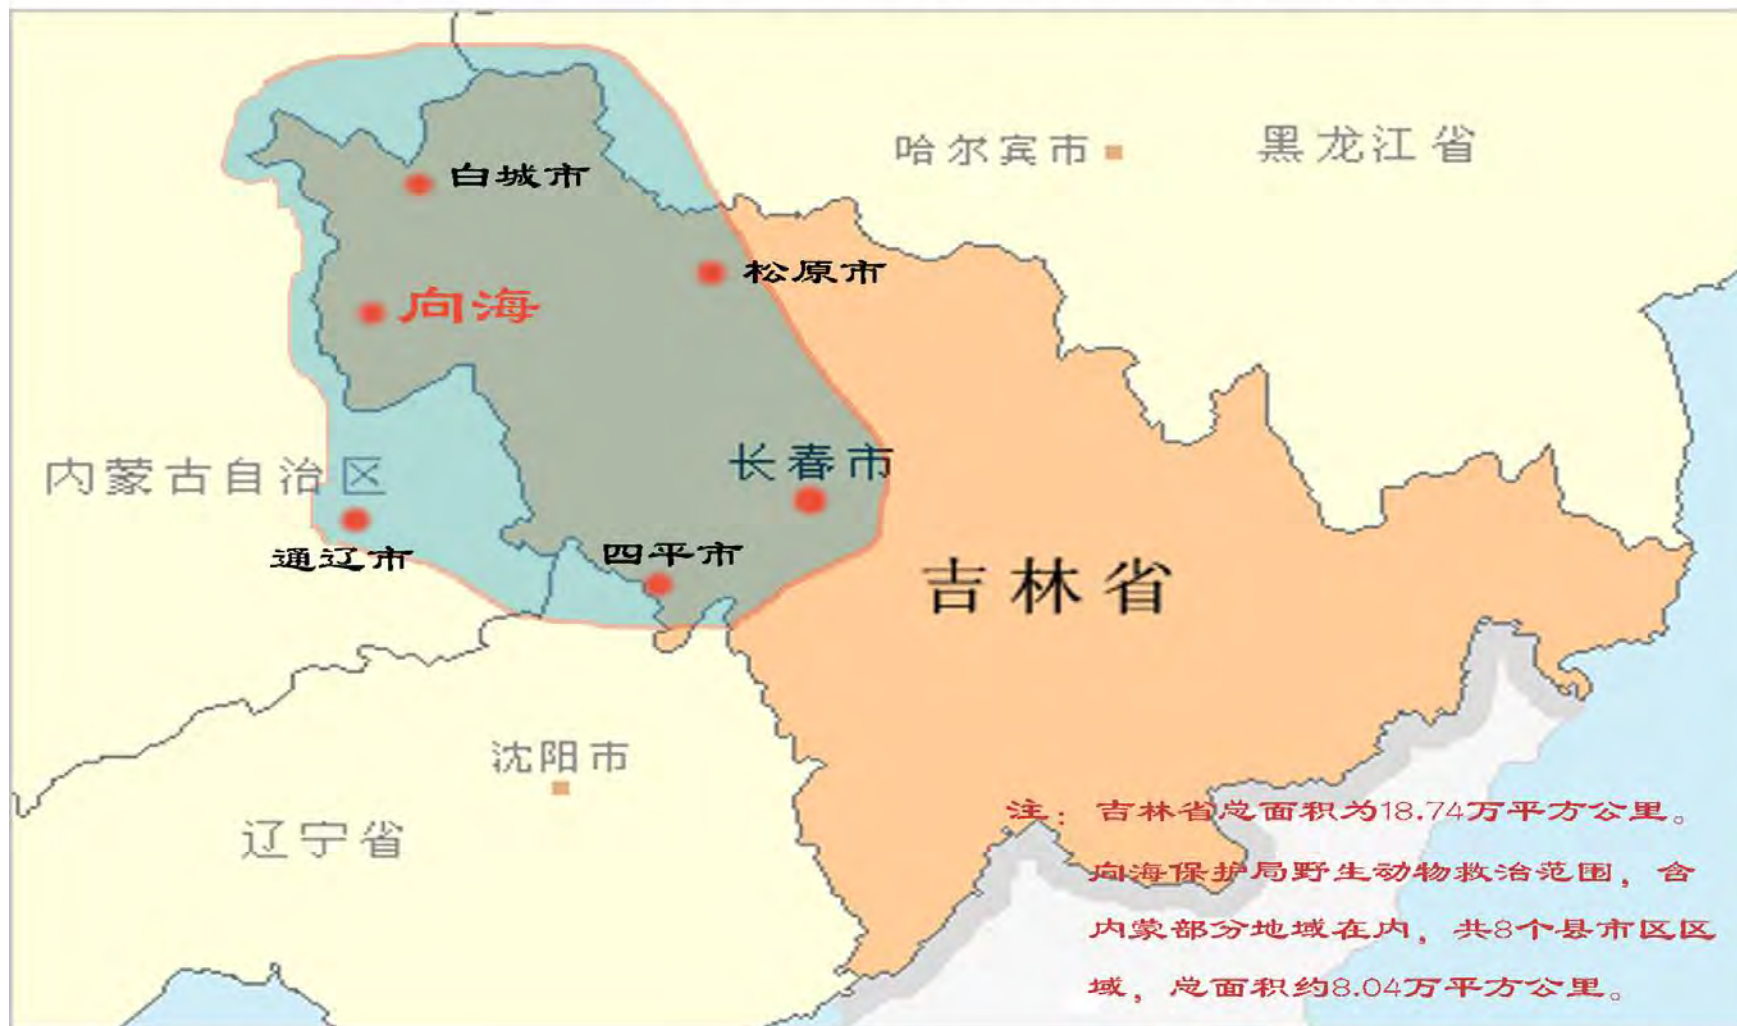 哈尔滨市
黑龙江省
白城市
松原市
向海
长春市
内蒙古自治区
通辽市
四平市
吉林省
沈阳市
辽宁省
注：吉林省总面积为18.74万平方公里。
向海保护局野生动物救治范围，含
内蒙部分地域在内，共8个县市区区
域，总面积约8.04万平方公里。